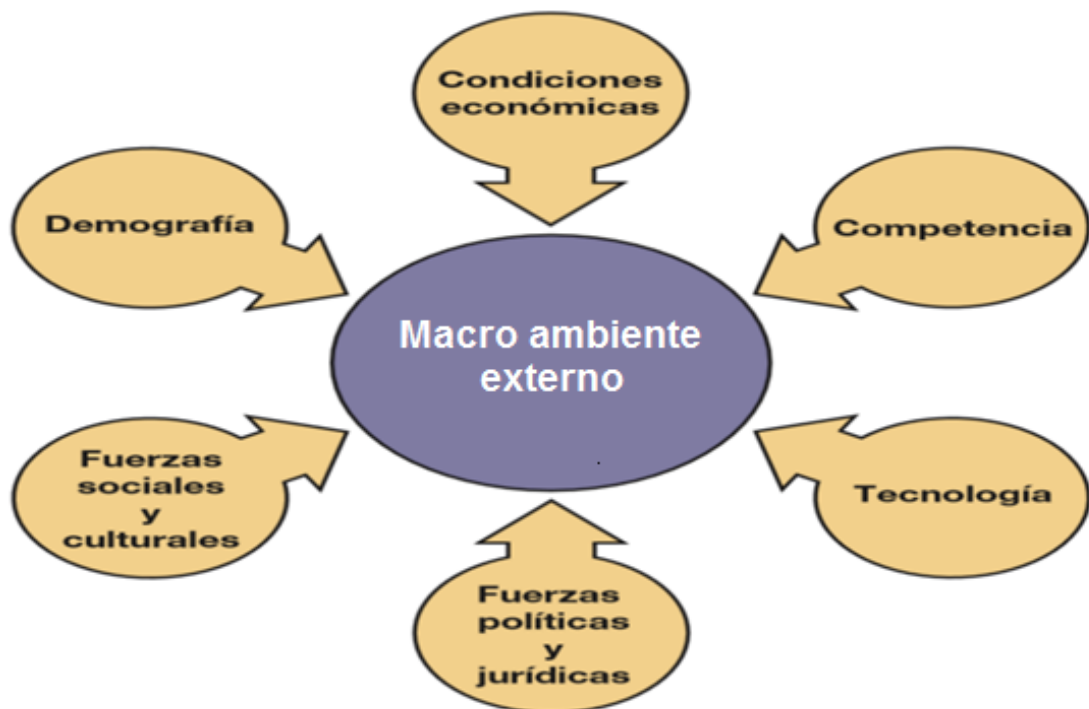 Condiciones
económicas
Demografía
Competencia
Macro ambiente
externo
Fuerzas
sociales
y
culturales
Tecnología
Fuerzas
políticas
y
jurídicas